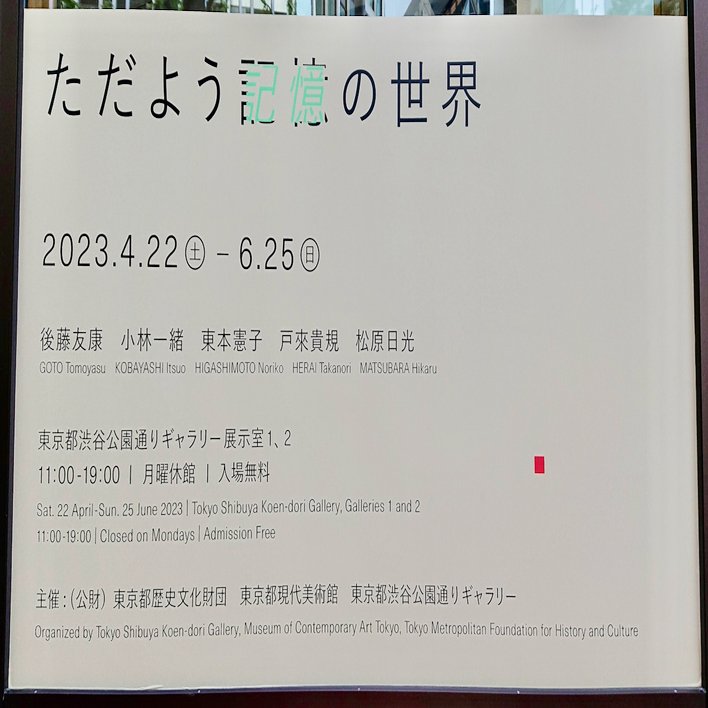 ただよう記憶の世界
2023.4.22㊏ – 6.25㊐
後藤友康　小林一緒　東本憲子　戸來貴規　松原日光
GOTO Tomoyasu　KOBAYASHI Itsuo　HIGASHIMOTO Noriko　HERAI Takanori　MATSUBARA Hikaru
東京都渋谷公園通りギャラリー 展示室 1、2
11:00-19:00 | 月曜休館 | 入場無料
Sat. 22 April-Sun. 25 June 2023 | Tokyo Shibuya Koen-dori Gallery, Galleries 1 and 2
11:00-19:00 | Closed on Mondays | Admission Free
主催：(公財) 東京都歴史文化財団　東京都現代美術館　東京都渋谷公園通りギャラリー
Organized by Tokyo Shibuya Koen-dori Gallery, Museum of Contemporary Art Tokyo, Tokyo Metropolitan Foundation for History and Culture